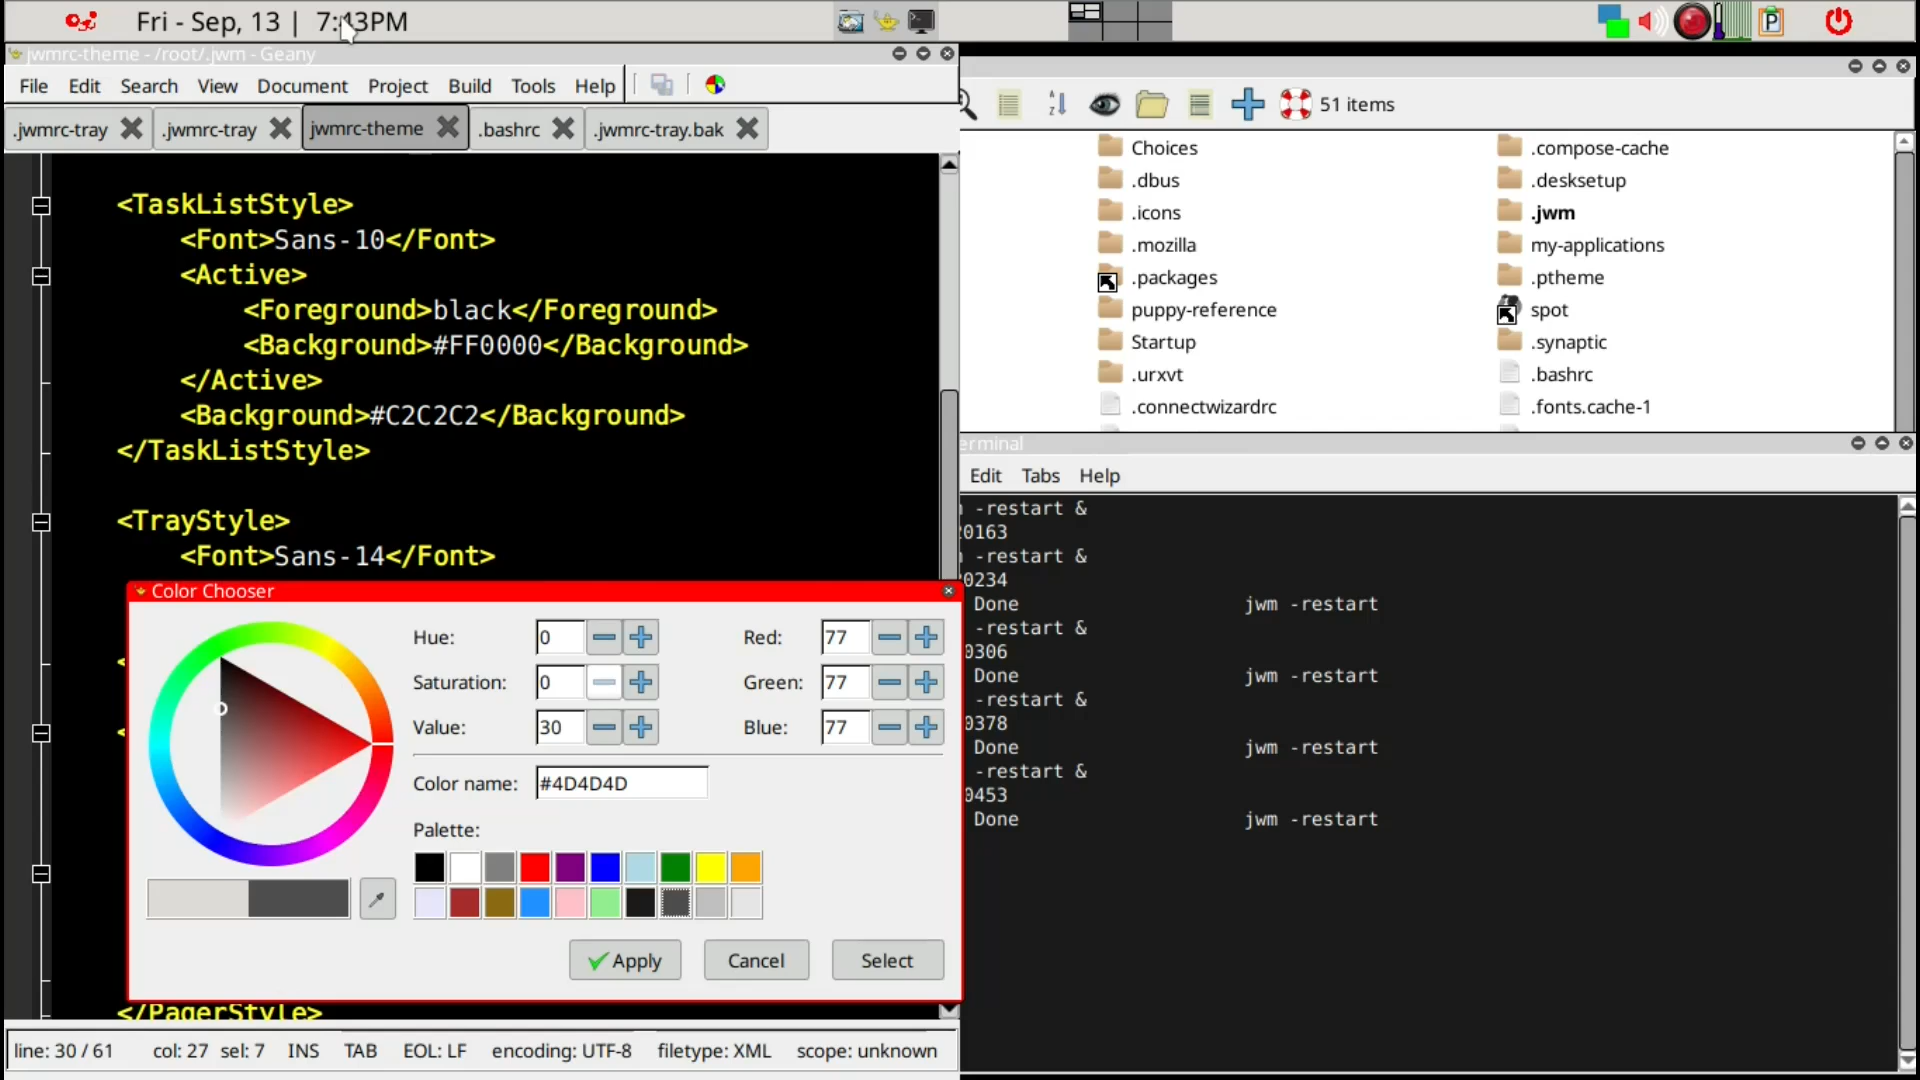 Fri - Sep, 13 | 7:43PM
jwmrc-theme - /root/.jwm - Geany
File Edit Search View Document Project Build Tools Help
.jwmrc-tray .jwmrc-tray jwmrc-theme .bashrc .jwmrc-tray.bak
<TaskListStyle>
<Font>Sans-10</Font>
<Active>
<Foreground>black</Foreground>
<Background>#FF0000</Background>
</Active>
<Background>#C2C2C2</Background>
</TaskListStyle>
<TrayStyle>
<Font>Sans-14</Font>
Color Chooser
Hue: 0 Red: 77
Saturation: 0 Green: 77
Value: 30 Blue: 77
Color name: #4D4D4D
Palette:
Apply Cancel Select
</PagerStyle>
line: 30 / 61 col: 27 sel: 7 INS TAB EOL: LF encoding: UTF-8 filetype: XML scope: unknown
51 items
Choices .compose-cache
.dbus .desksetup
.icons .jwm
.mozilla my-applications
.packages .ptheme
puppy-reference spot
Startup .synaptic
.urxvt .bashrc
.connectwizardrc .fonts.cache-1
erminal
Edit Tabs Help
-restart &
0163
-restart &
0234
Done jwm -restart
-restart &
0306
Done jwm -restart
-restart &
0378
Done jwm -restart
-restart &
0453
Done jwm -restart